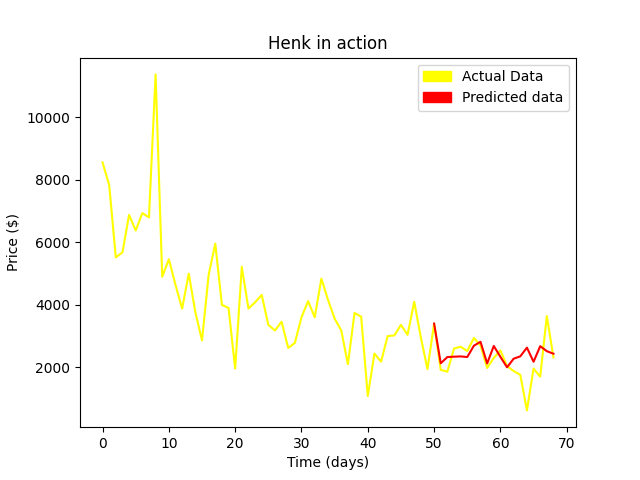 Henk in action
Actual Data
Predicted data
10000
8000
6000
4000
2000
Price ($)
0 10 20 30 40 50 60 70
Time (days)